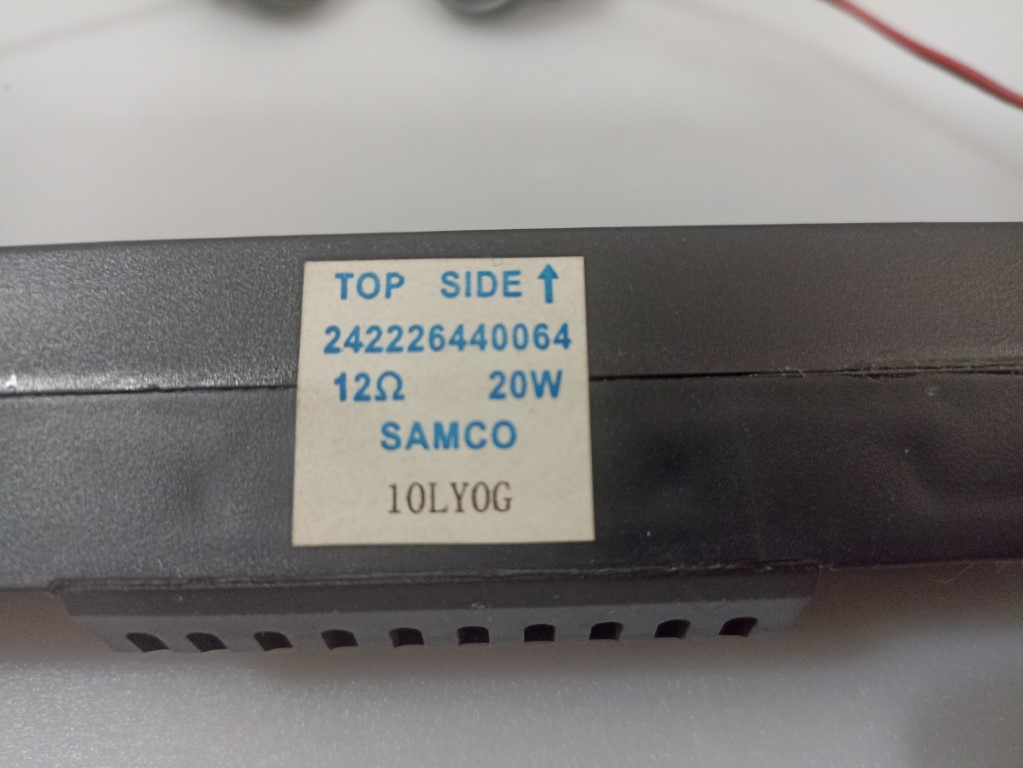 TOP SIDE ↑
242226440064
12Ω 20W
SAMCO
10LY0G